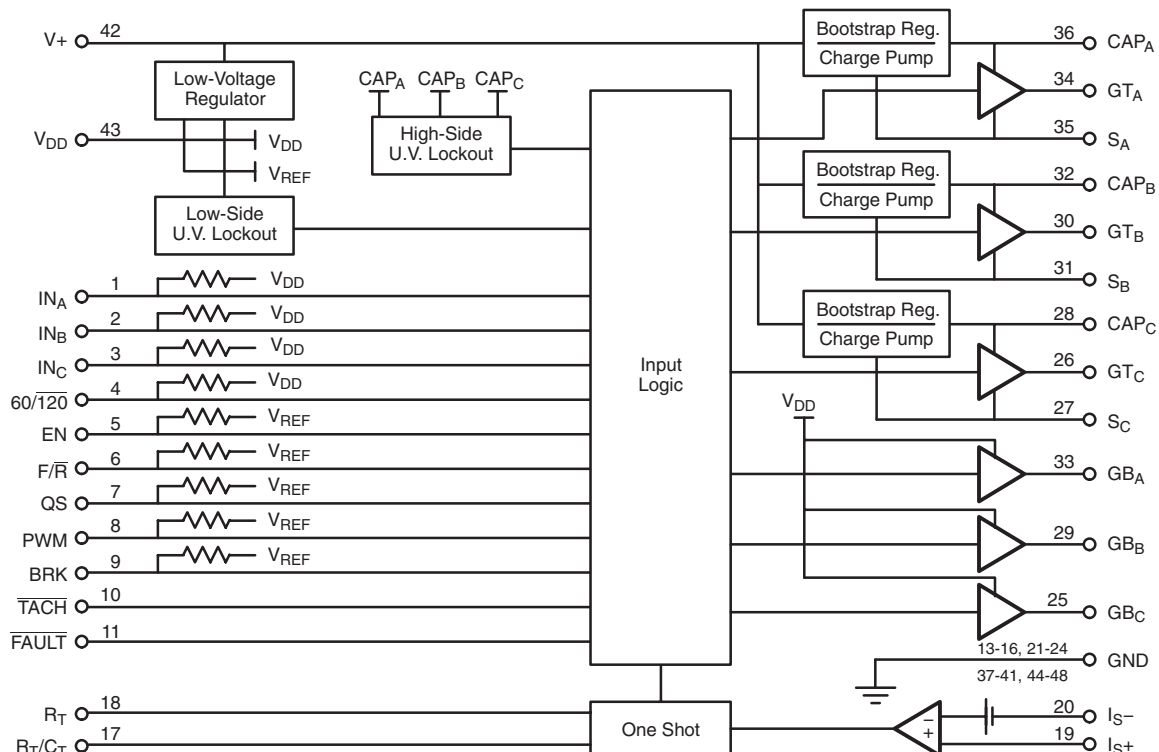 V+ 42
Bootstrap Reg.
Charge Pump
36 CAPA
Low-Voltage
Regulator
CAPA CAPB CAPC
34 GTA
VDD 43
VDD
High-Side
U.V. Lockout
35 SA
VREF
Bootstrap Reg.
Charge Pump
32 CAPB
Low-Side
U.V. Lockout
30 GTB
31 SB
INA 1 VDD
INB 2 VDD
INC 3 VDD
60/120 4 VDD
EN 5 VREF
F/R 6 VREF
QS 7 VREF
PWM 8 VREF
BRK 9 VREF
TACH 10
FAULT 11
Input
Logic
Bootstrap Reg.
Charge Pump
28 CAPC
26 GTC
27 SC
VDD
33 GBA
29 GBB
25 GBC
13-16, 21-24
37-41, 44-48
GND
RT 18
RT/CT 17
One Shot
– +
20 IS–
19 IS+